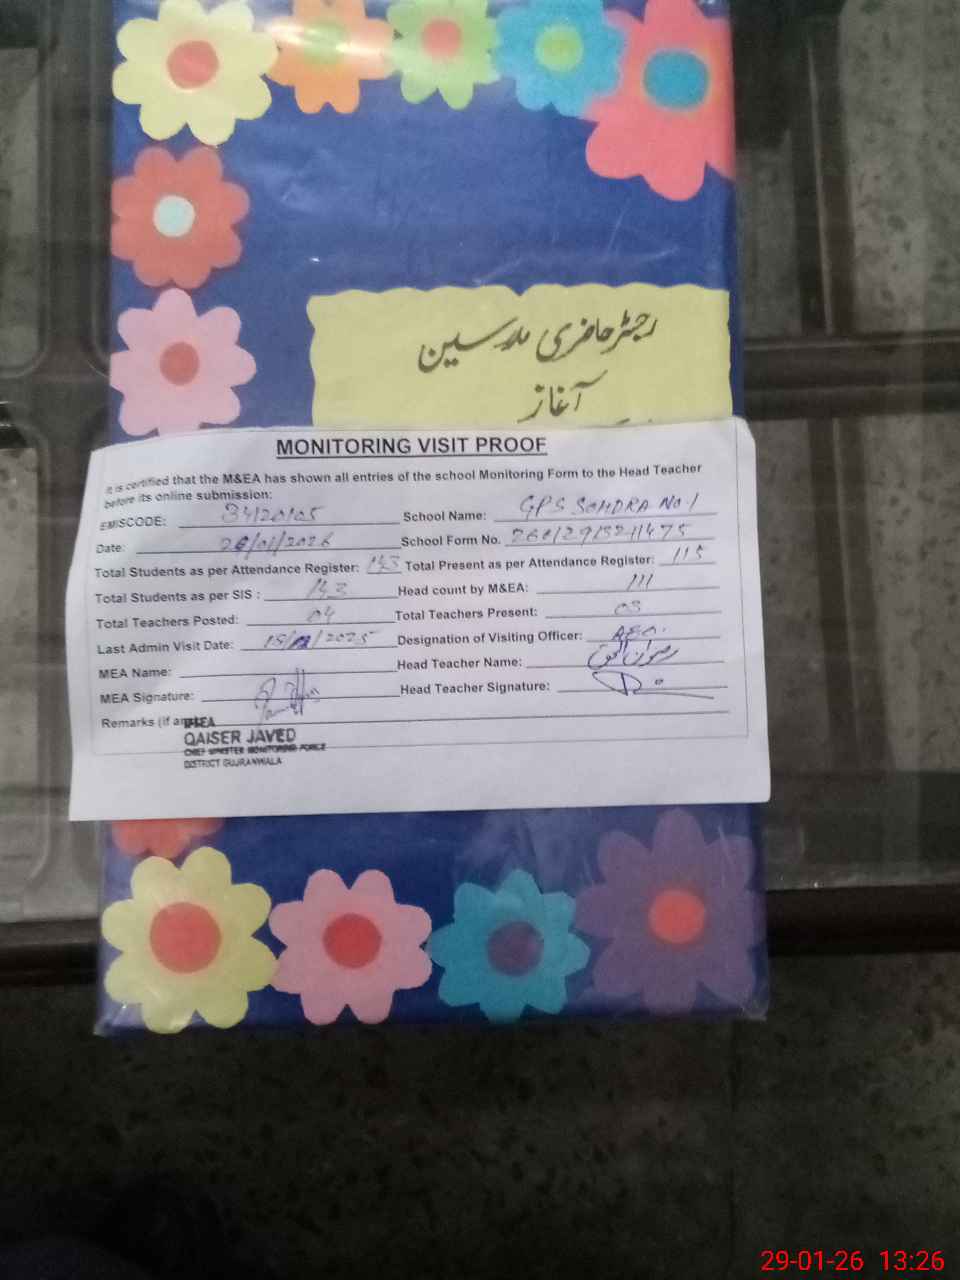 رجسٹر حاضری مدرسین
آغاز
MONITORING VISIT PROOF
It is certified that the M&EA has shown all entries of the school Monitoring Form to the Head Teacher
before its online submission:
EMISCODE: 34120105 School Name: GPS SOHDRA No.1
Date: /01/2026 School Form No.
Total Students as per Attendance Register: 143 Total Present as per Attendance Register: 115
Total Students as per SIS : 143 Head count by M&EA: 111
Total Teachers Posted: 04 Total Teachers Present: 03
Last Admin Visit Date: Designation of Visiting Officer: AEO.
MEA Name: Head Teacher Name:
MEA Signature: Head Teacher Signature:
Remarks (if any):
M&EA
QAISER JAVED
CHIEF MINISTER MONITORING FORCE
DISTRICT GUJRANWALA
29-01-26 13:26